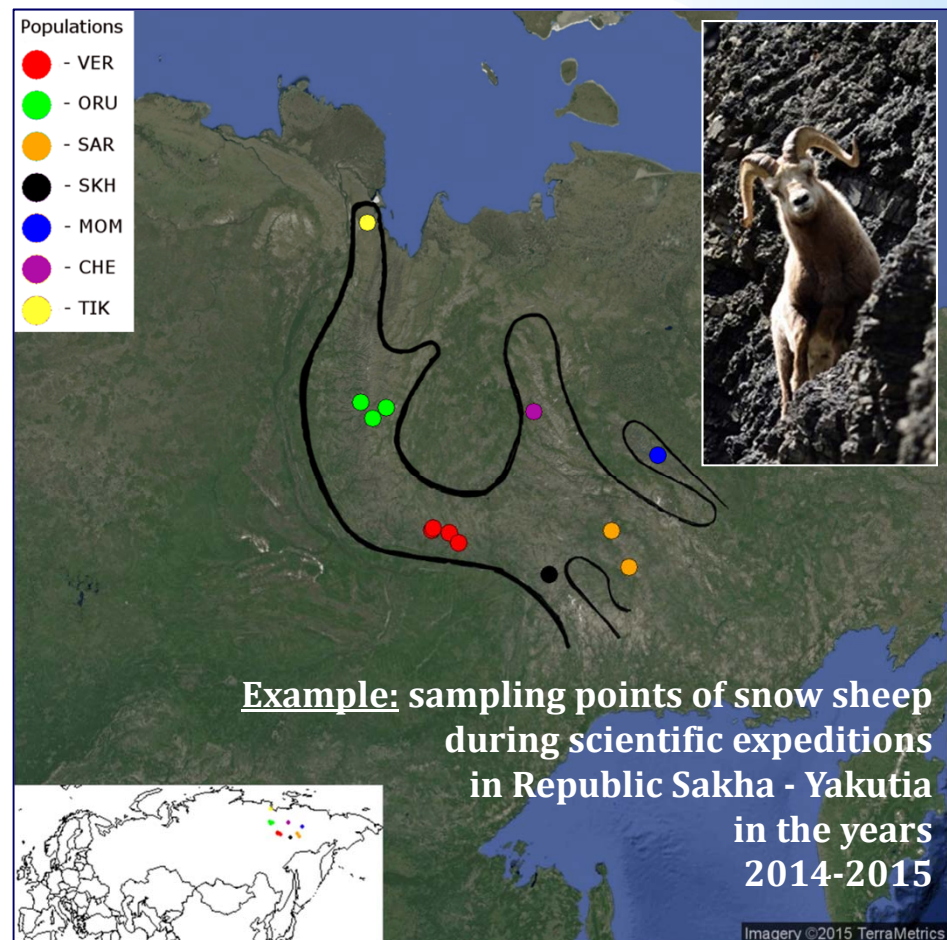 Populations
- VER
- ORU
- SAR
- SKH
- MOM
- CHE
- TIK
Example: sampling points of snow sheep
during scientific expeditions
in Republic Sakha - Yakutia
in the years
2014-2015
Imagery ©2015 TerraMetrics